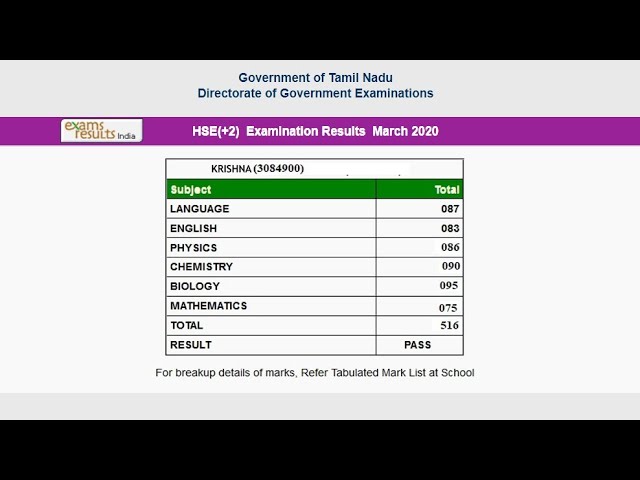 Government of Tamil Nadu
Directorate of Government Examinations
exams results India
HSE(+2) Examination Results March 2020
KRISHNA (3084900)
Subject Total
LANGUAGE 087
ENGLISH 083
PHYSICS 086
CHEMISTRY 090
BIOLOGY 095
MATHEMATICS 075
TOTAL 516
RESULT PASS
For breakup details of marks, Refer Tabulated Mark List at School